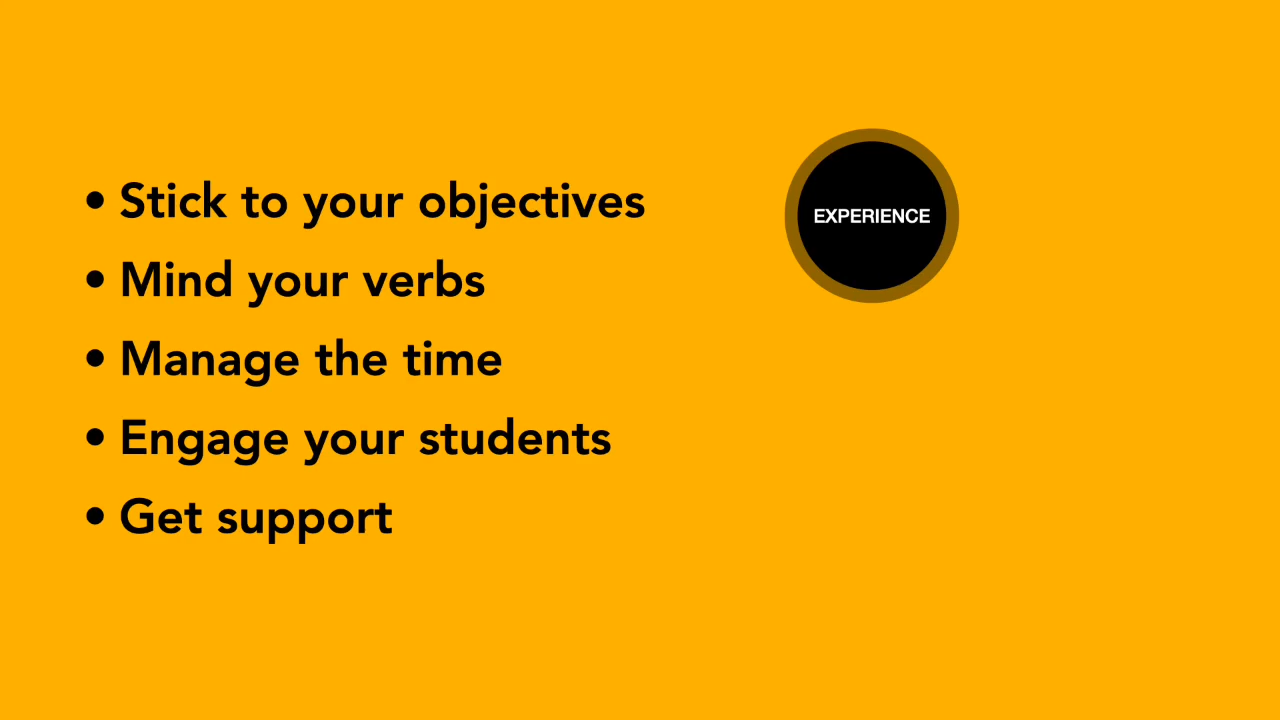 • Stick to your objectives
• Mind your verbs
• Manage the time
• Engage your students
• Get support
EXPERIENCE